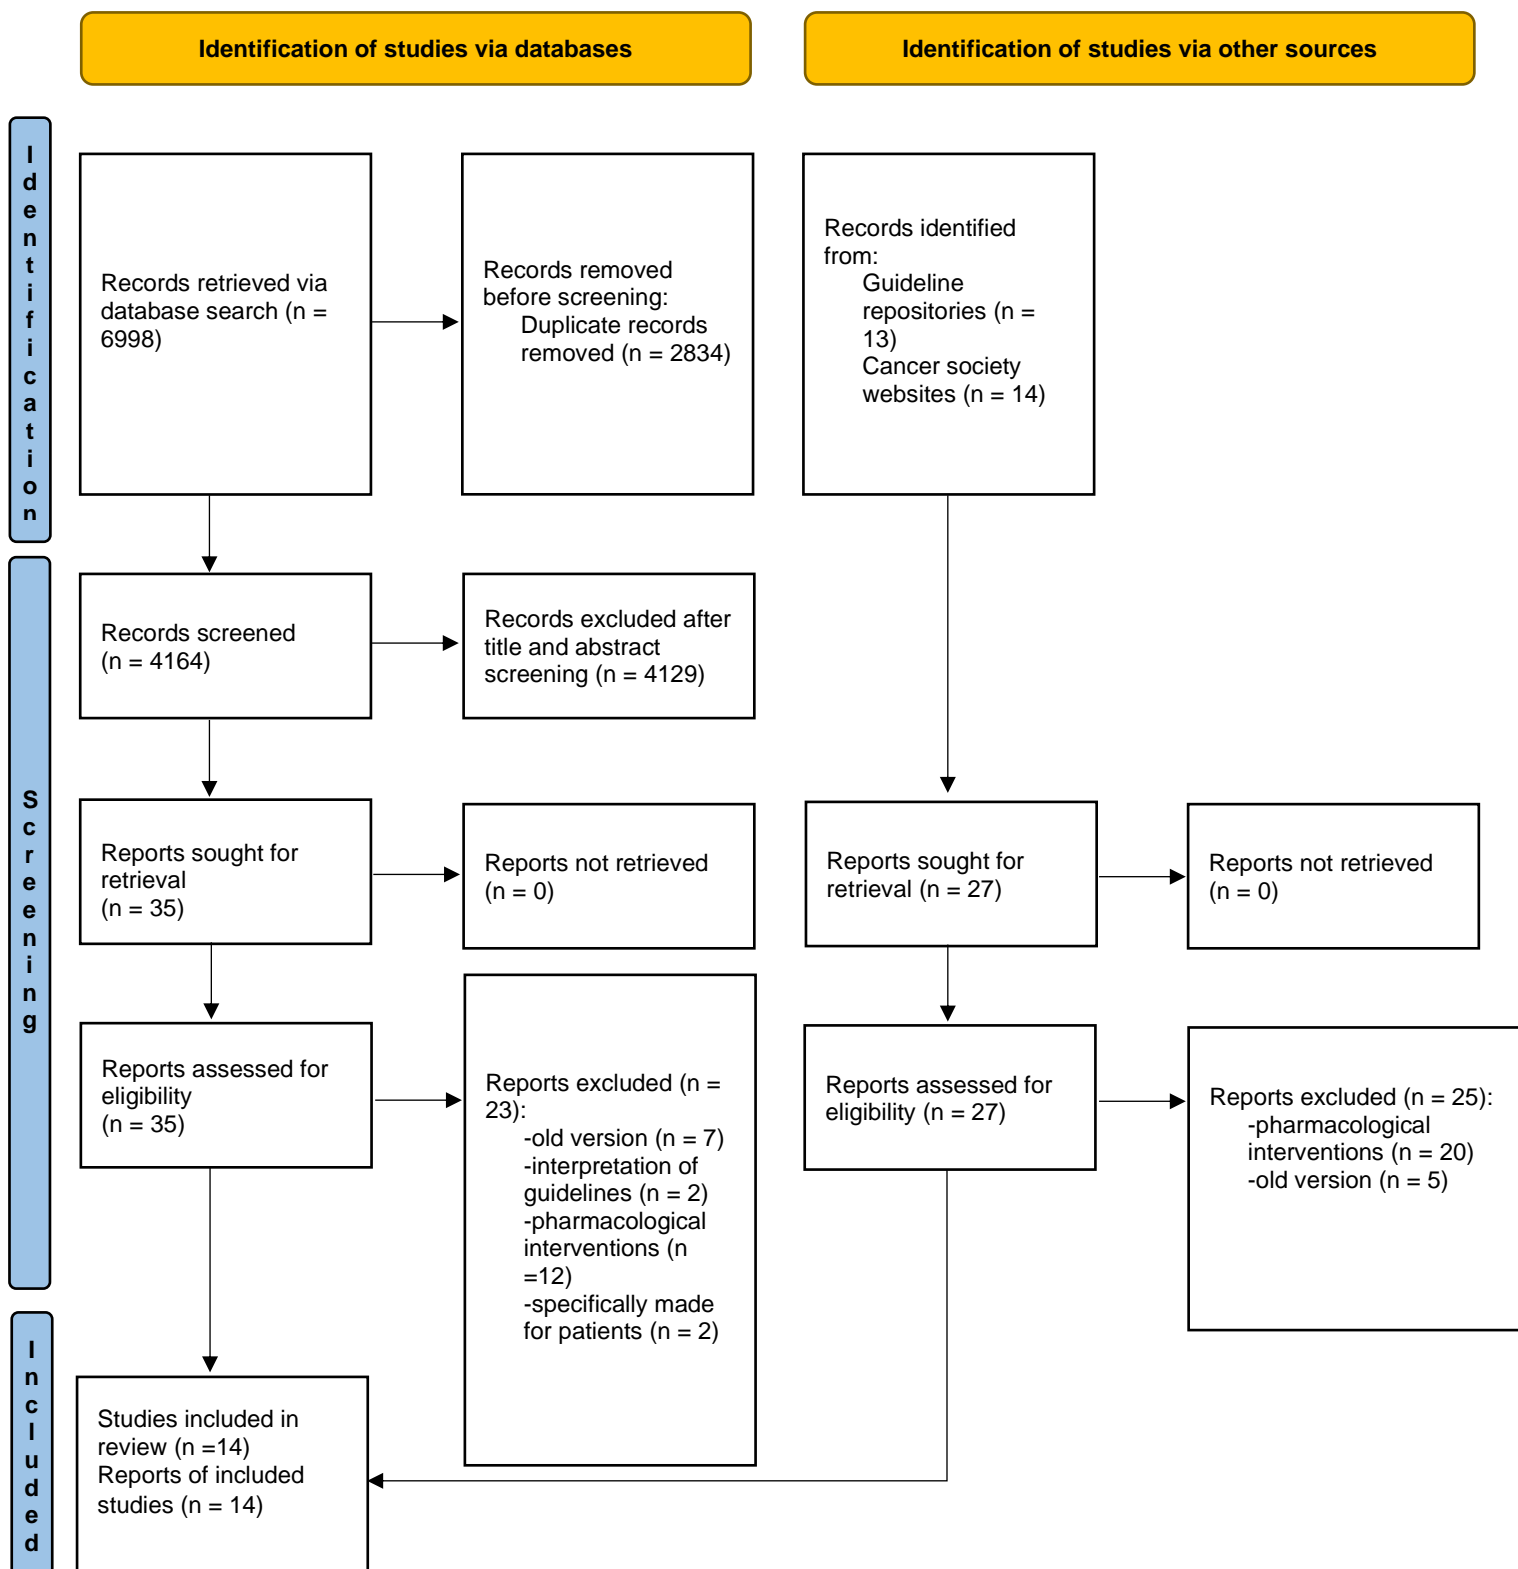 Identification of studies via databases
Identification of studies via other sources
Identification
Records retrieved via
database search (n =
6998)
Records removed
before screening:
Duplicate records
removed (n = 2834)
Records identified
from:
Guideline
repositories (n =
13)
Cancer society
websites (n = 14)
Screening
Records screened
(n = 4164)
Records excluded after
title and abstract
screening (n = 4129)
Reports sought for
retrieval
(n = 35)
Reports not retrieved
(n = 0)
Reports sought for
retrieval (n = 27)
Reports not retrieved
(n = 0)
Reports assessed for
eligibility
(n = 35)
Reports excluded (n =
23):
-old version (n = 7)
-interpretation of
guidelines (n = 2)
-pharmacological
interventions (n
=12)
-specifically made
for patients (n = 2)
Reports assessed for
eligibility (n = 27)
Reports excluded (n = 25):
-pharmacological
interventions (n = 20)
-old version (n = 5)
Included
Studies included in
review (n =14)
Reports of included
studies (n = 14)